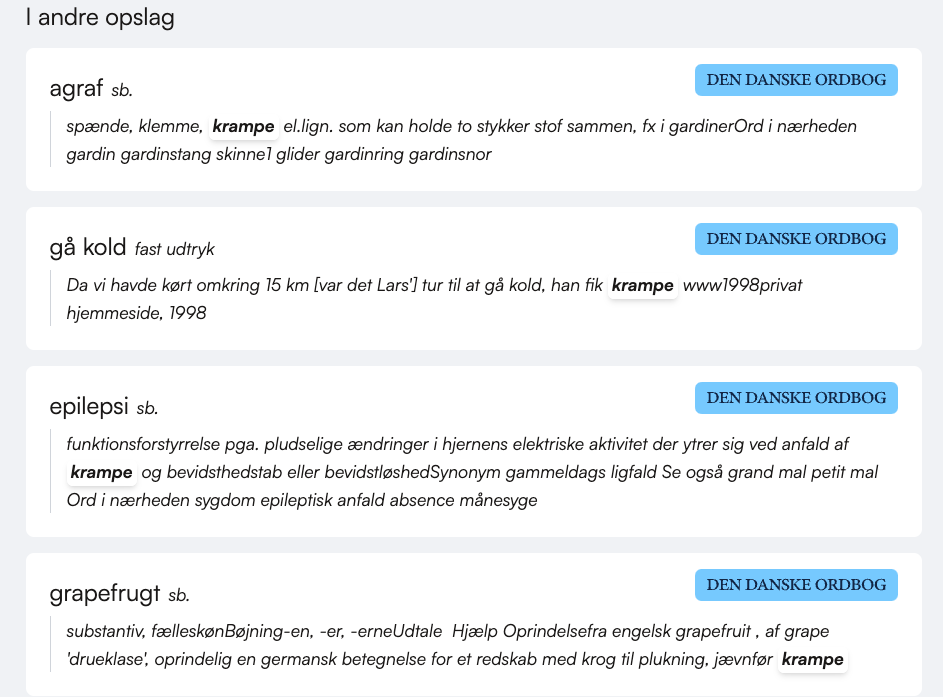 I andre opslag
agraf sb.
DEN DANSKE ORDBOG
spænde, klemme, krampe el.lign. som kan holde to stykker stof sammen, fx i gardinerOrd i nærheden
gardin gardinstang skinne1 glider gardinring gardinsnor
gå kold fast udtryk
DEN DANSKE ORDBOG
Da vi havde kørt omkring 15 km [var det Lars'] tur til at gå kold, han fik krampe www1998privat
hjemmeside, 1998
epilepsi sb.
DEN DANSKE ORDBOG
funktionsforstyrrelse pga. pludselige ændringer i hjernens elektriske aktivitet der ytrer sig ved anfald af
krampe og bevidsthedstab eller bevidstløshedSynonym gammeldags ligfald Se også grand mal petit mal
Ord i nærheden sygdom epileptisk anfald absence månesyge
grapefrugt sb.
DEN DANSKE ORDBOG
substantiv, fælleskønBøjning-en, -er, -erneUdtale  Hjælp Oprindelsefra engelsk grapefruit , af grape
'drueklase', oprindelig en germansk betegnelse for et redskab med krog til plukning, jævnfør krampe